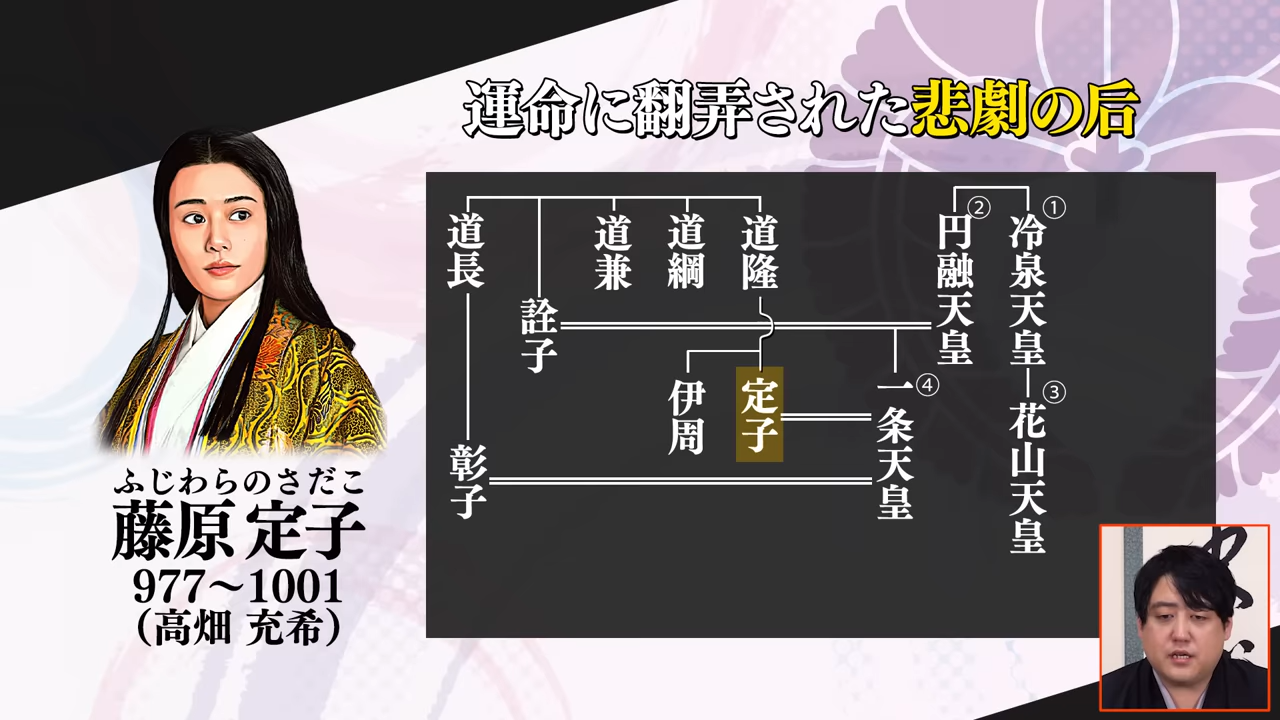 運命に翻弄された悲劇の后
①
冷泉天皇
③
花山天皇
②
円融天皇
④
一条天皇
道隆
道綱
道兼
詮子
道長
定子
伊周
彰子
ふじわらのさだこ
藤原 定子
977～1001
（高畑 充希）